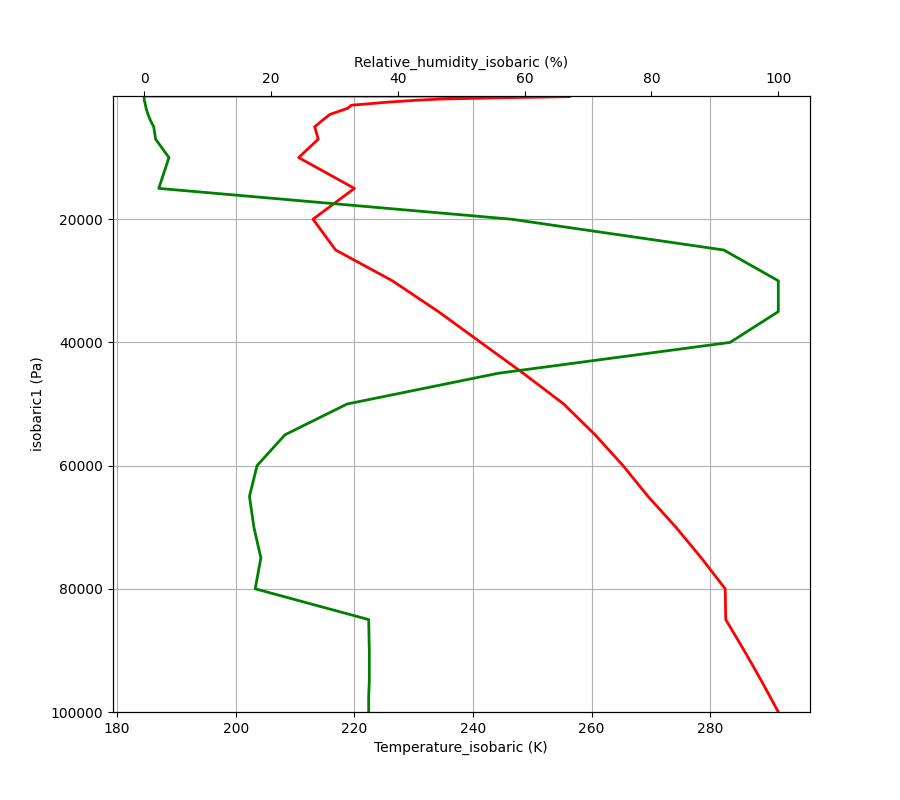 Relative_humidity_isobaric (%)
0 20 40 60 80 100
20000
40000
60000
80000
100000
isobaric1 (Pa)
180 200 220 240 260 280
Temperature_isobaric (K)